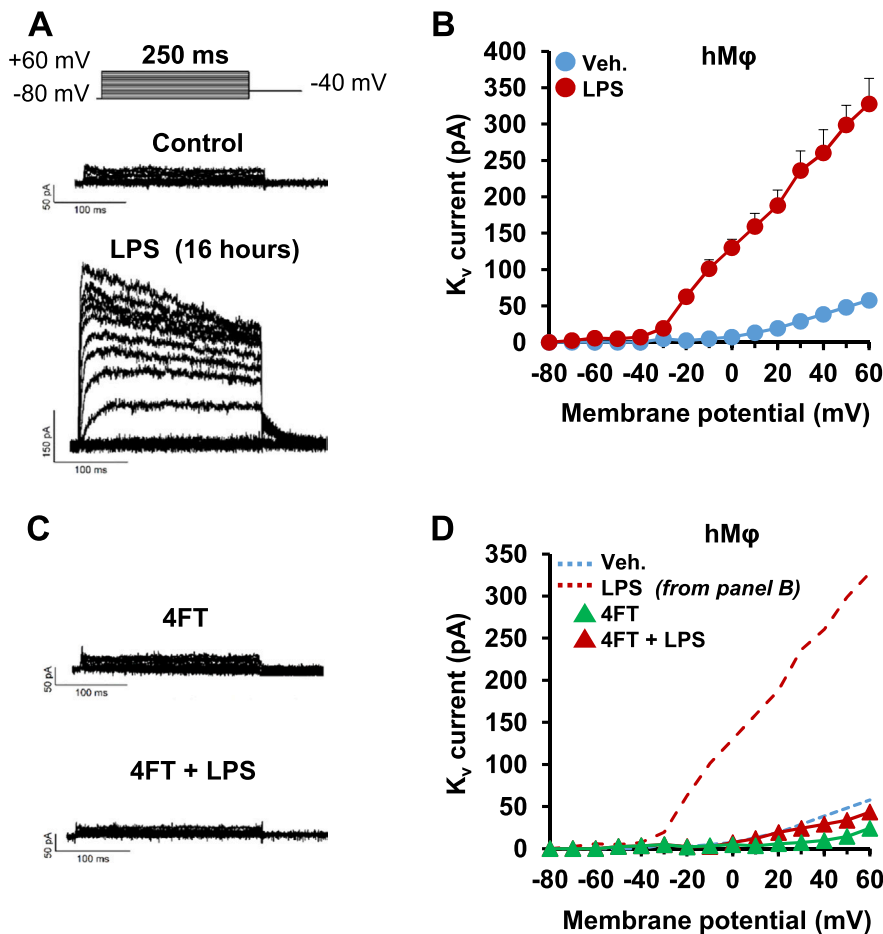 A
+60 mV
250 ms
-80 mV
-40 mV
Control
50 pA
100 ms
LPS (16 hours)
150 pA
100 ms
B
hMφ
Veh.
LPS
Kv current (pA)
400
350
300
250
200
150
100
50
0
-80 -60 -40 -20 0 20 40 60
Membrane potential (mV)
C
4FT
50 pA
100 ms
4FT + LPS
50 pA
100 ms
D
hMφ
Veh.
LPS (from panel B)
4FT
4FT + LPS
Kv current (pA)
350
300
250
200
150
100
50
0
-80 -60 -40 -20 0 20 40 60
Membrane potential (mV)